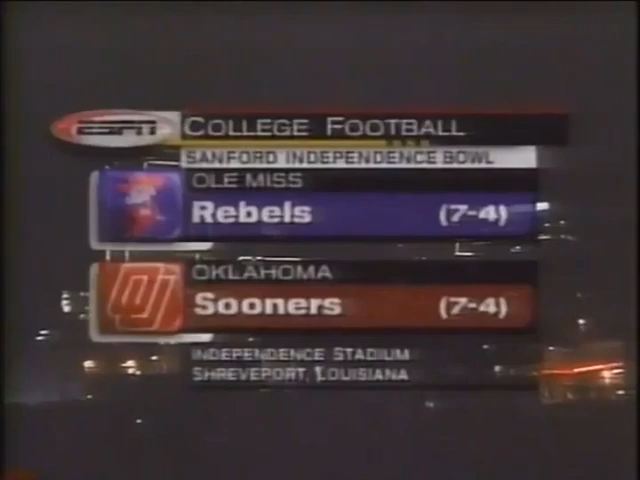 ESPN
COLLEGE FOOTBALL
SANFORD INDEPENDENCE BOWL
OLE MISS
Rebels (7-4)
OKLAHOMA
Sooners (7-4)
INDEPENDENCE STADIUM
SHREVEPORT, LOUISIANA